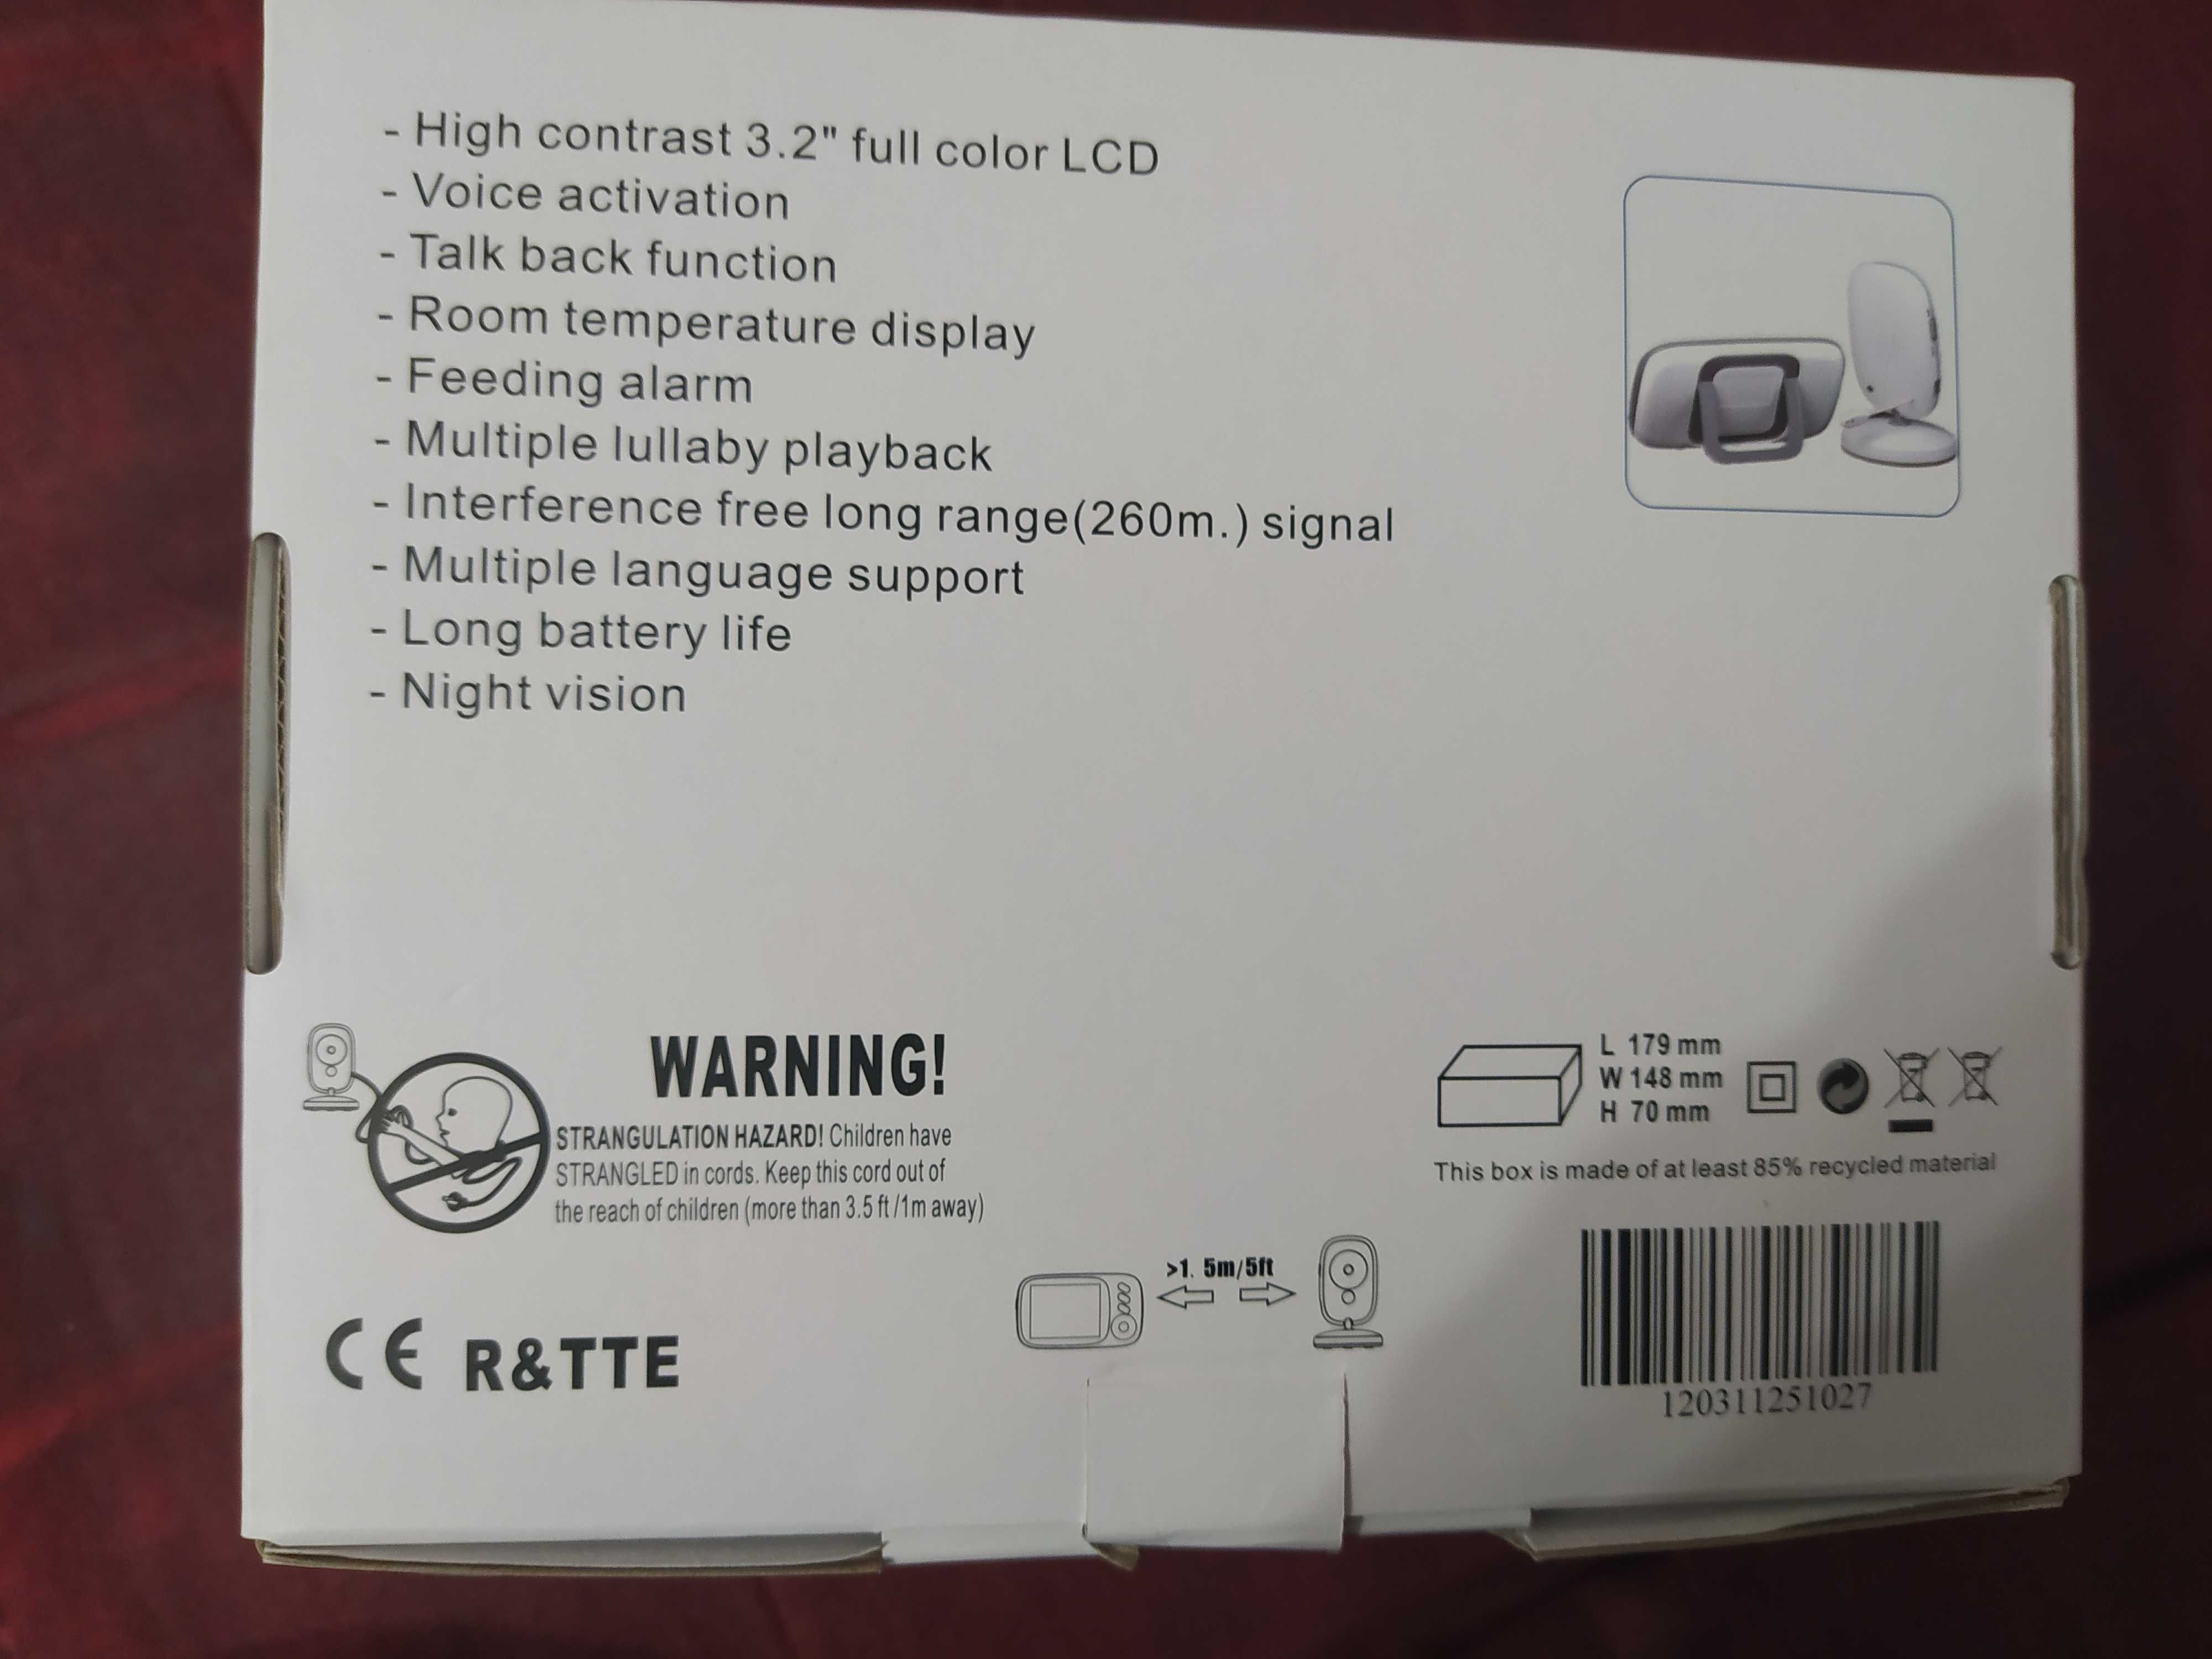 - High contrast 3.2" full color LCD
- Voice activation
- Talk back function
- Room temperature display
- Feeding alarm
- Multiple lullaby playback
- Interference free long range(260m.) signal
- Multiple language support
- Long battery life
- Night vision
WARNING!
STRANGULATION HAZARD! Children have
STRANGLED in cords. Keep this cord out of
the reach of children (more than 3.5 ft /1m away)
L 179 mm
W 148 mm
H 70 mm
This box is made of at least 85% recycled material
>1. 5m/5ft
CE R&TTE
120311251027